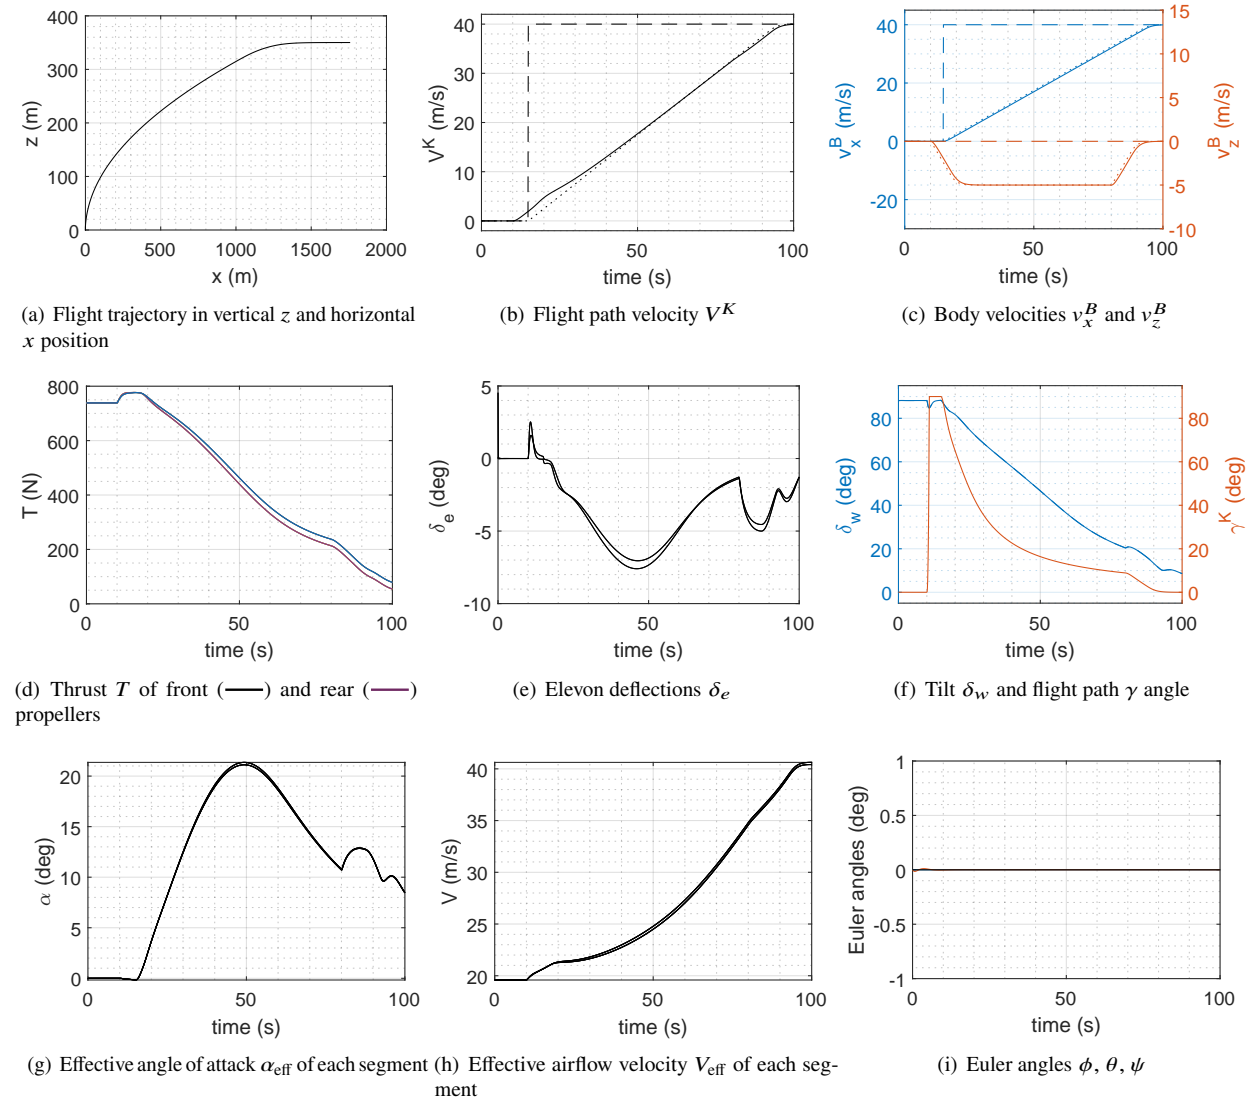 400
300
200
100
0
z (m)
0 500 1000 1500 2000
x (m)
(a) Flight trajectory in vertical z and horizontal
x position
40
30
20
10
0
V^K (m/s)
0 50 100
time (s)
(b) Flight path velocity V^K
40
20
0
-20
v_x^B (m/s)
15
10
5
0
-5
-10
v_z^B (m/s)
0 50 100
time (s)
(c) Body velocities v_x^B and v_z^B
800
600
400
200
0
T (N)
0 50 100
time (s)
(d) Thrust T of front (——) and rear (——)
propellers
5
0
-5
-10
δ_e (deg)
0 50 100
time (s)
(e) Elevon deflections δ_e
80
60
40
20
0
δ_w (deg)
80
60
40
20
0
γ^K (deg)
0 50 100
time (s)
(f) Tilt δ_w and flight path γ angle
20
15
10
5
0
α (deg)
0 50 100
time (s)
(g) Effective angle of attack α_eff of each segment
40
35
30
25
20
V (m/s)
0 50 100
time (s)
(h) Effective airflow velocity V_eff of each seg-
ment
1
0.5
0
-0.5
-1
Euler angles (deg)
0 50 100
time (s)
(i) Euler angles ϕ, θ, ψ